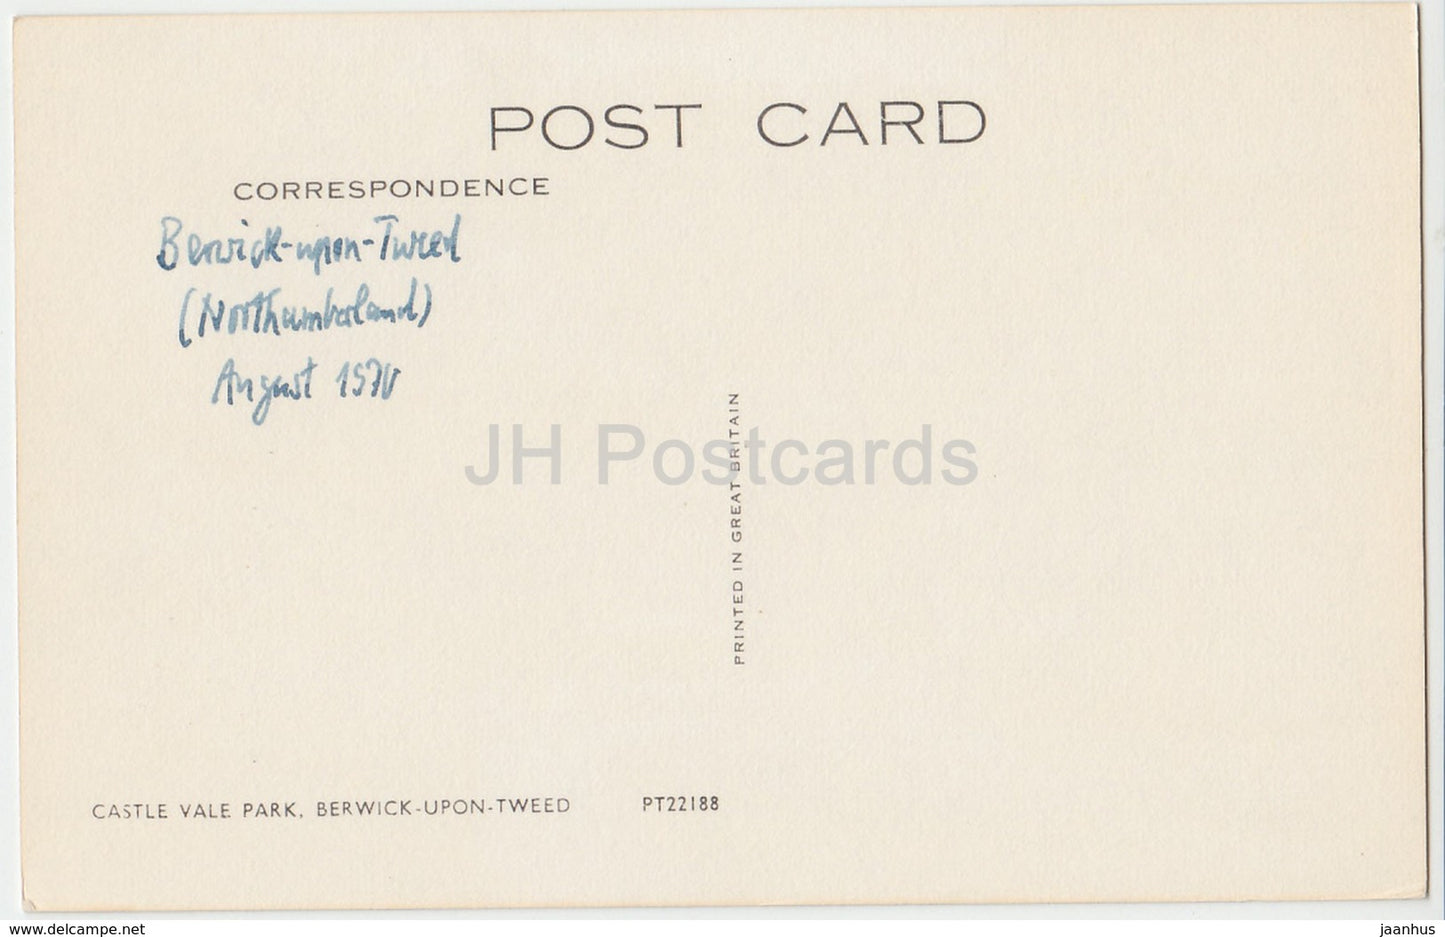 POST CARD
CORRESPONDENCE
Berwick-upon-Tweed
(Northumberland)
August 1970
JH Postcards
PRINTED IN GREAT BRITAIN
CASTLE VALE PARK, BERWICK-UPON-TWEED PT22188
www.delcampe.net
jaanhus